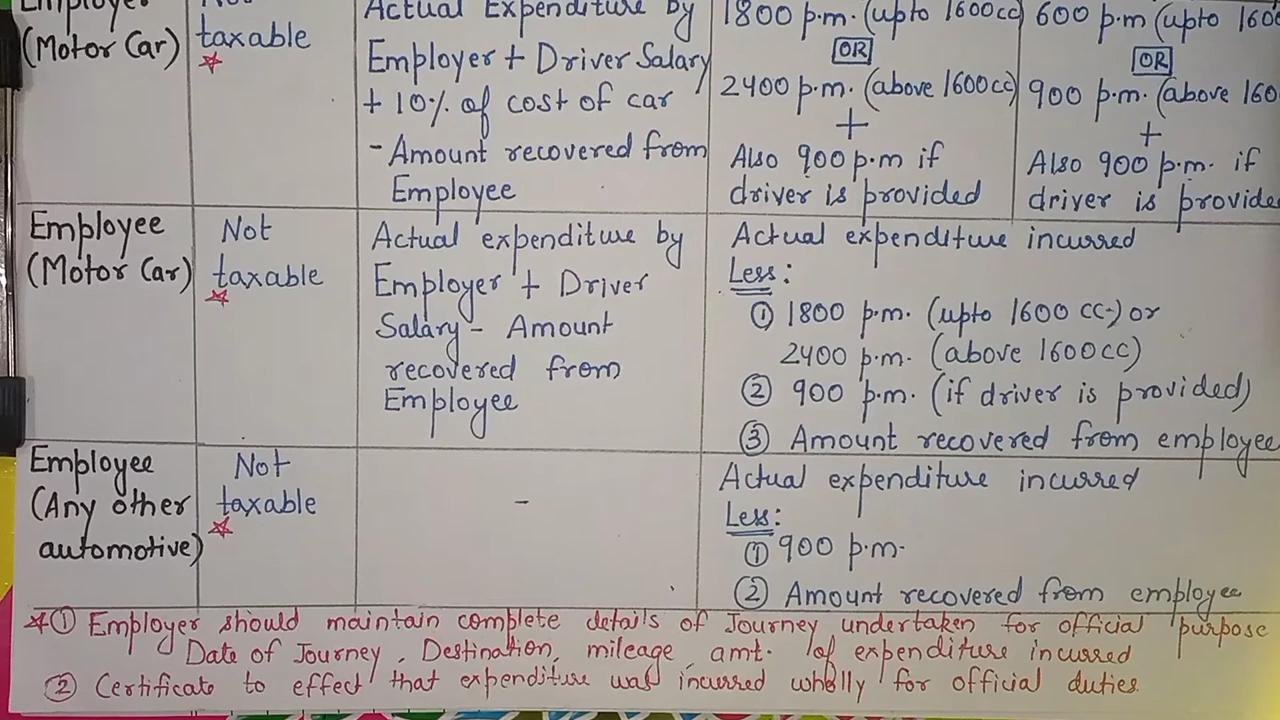 Employer
(Motor Car)
Not
taxable
Actual Expenditure by
Employer + Driver Salary
+ 10% of cost of car
- Amount recovered from
Employee
1800 p.m. (upto 1600cc)
OR
2400 p.m. (above 1600cc)
+
Also 900 p.m if
driver is provided
600 p.m (upto 160
OR
900 p.m. (above 160
+
Also 900 p.m. if
driver is provide
Employee
(Motor Car)
Not
taxable
Actual expenditure by
Employer + Driver
Salary - Amount
recovered from
Employee
Actual expenditure incurred
Less:
① 1800 p.m. (upto 1600 cc) or
2400 p.m. (above 1600cc)
② 900 p.m. (if driver is provided)
③ Amount recovered from employee
Employee
(Any other
automotive)
Not
taxable
-
Actual expenditure incurred
Less:
① 900 p.m.
② Amount recovered from employee
① Employer should maintain complete details of Journey undertaken for official purpose
Date of Journey, Destination, mileage, amt. of expenditure incurred
② Certificate to effect that expenditure was incurred wholly for official duties.